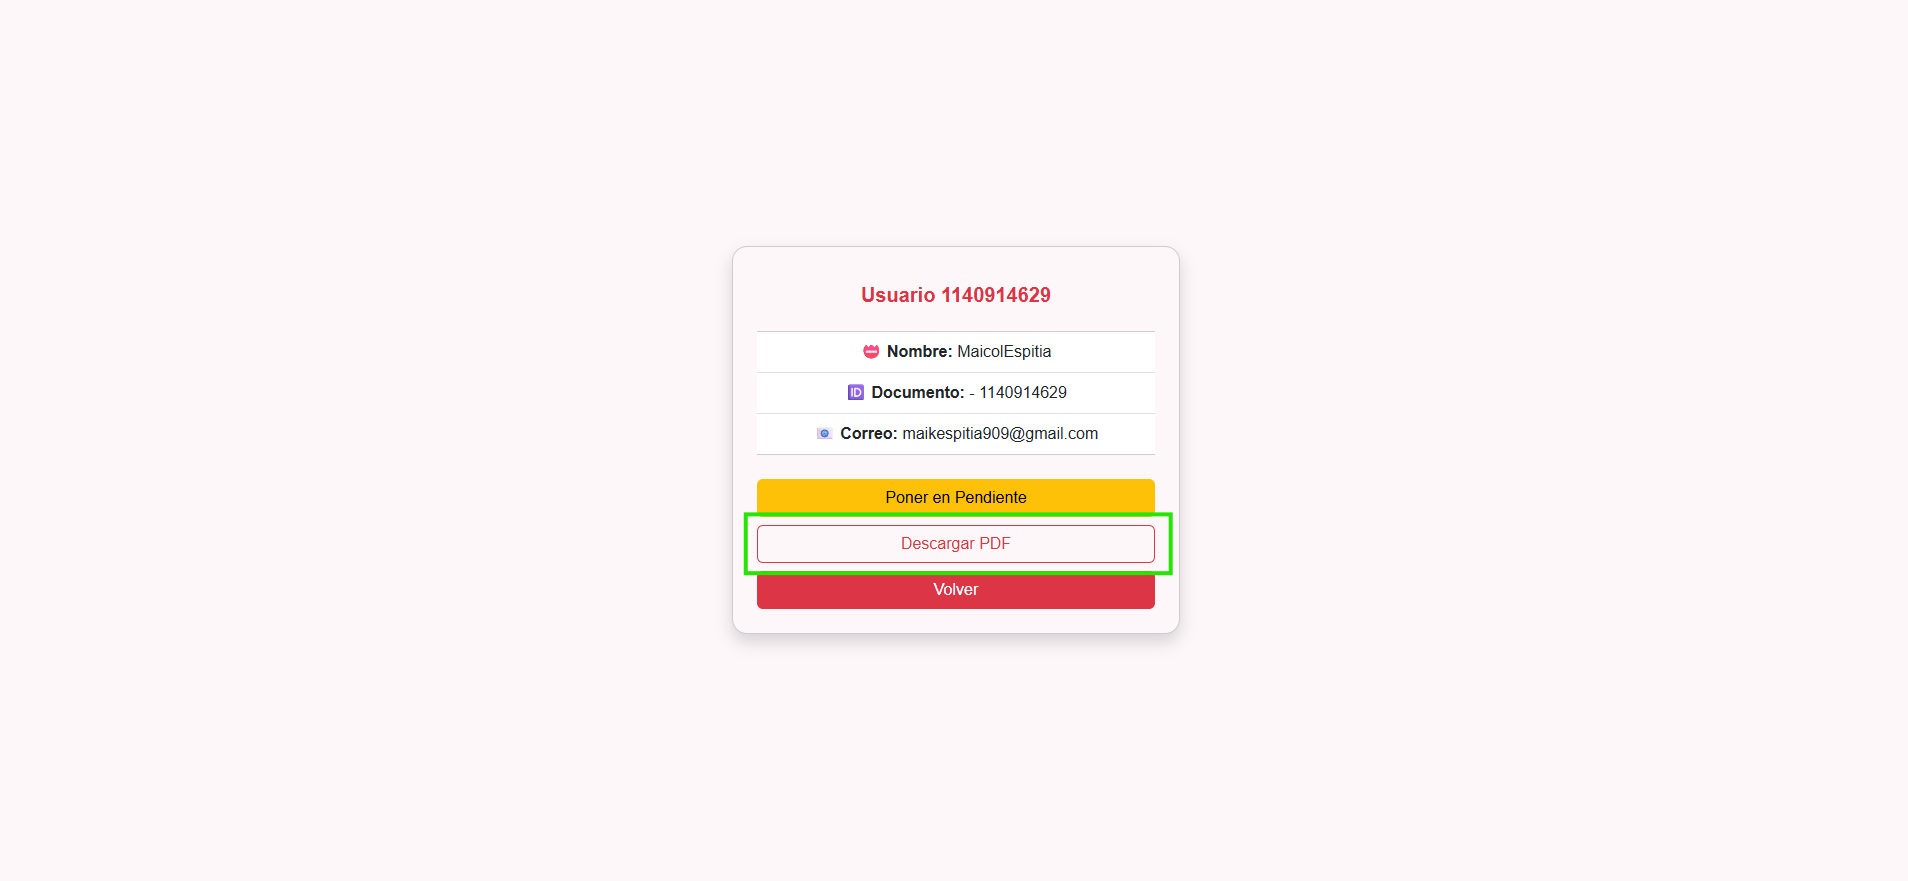 Usuario 1140914629
📛 Nombre: MaicolEspitia
🆔 Documento: - 1140914629
📧 Correo: maikespitia909@gmail.com
Poner en Pendiente
Descargar PDF
Volver